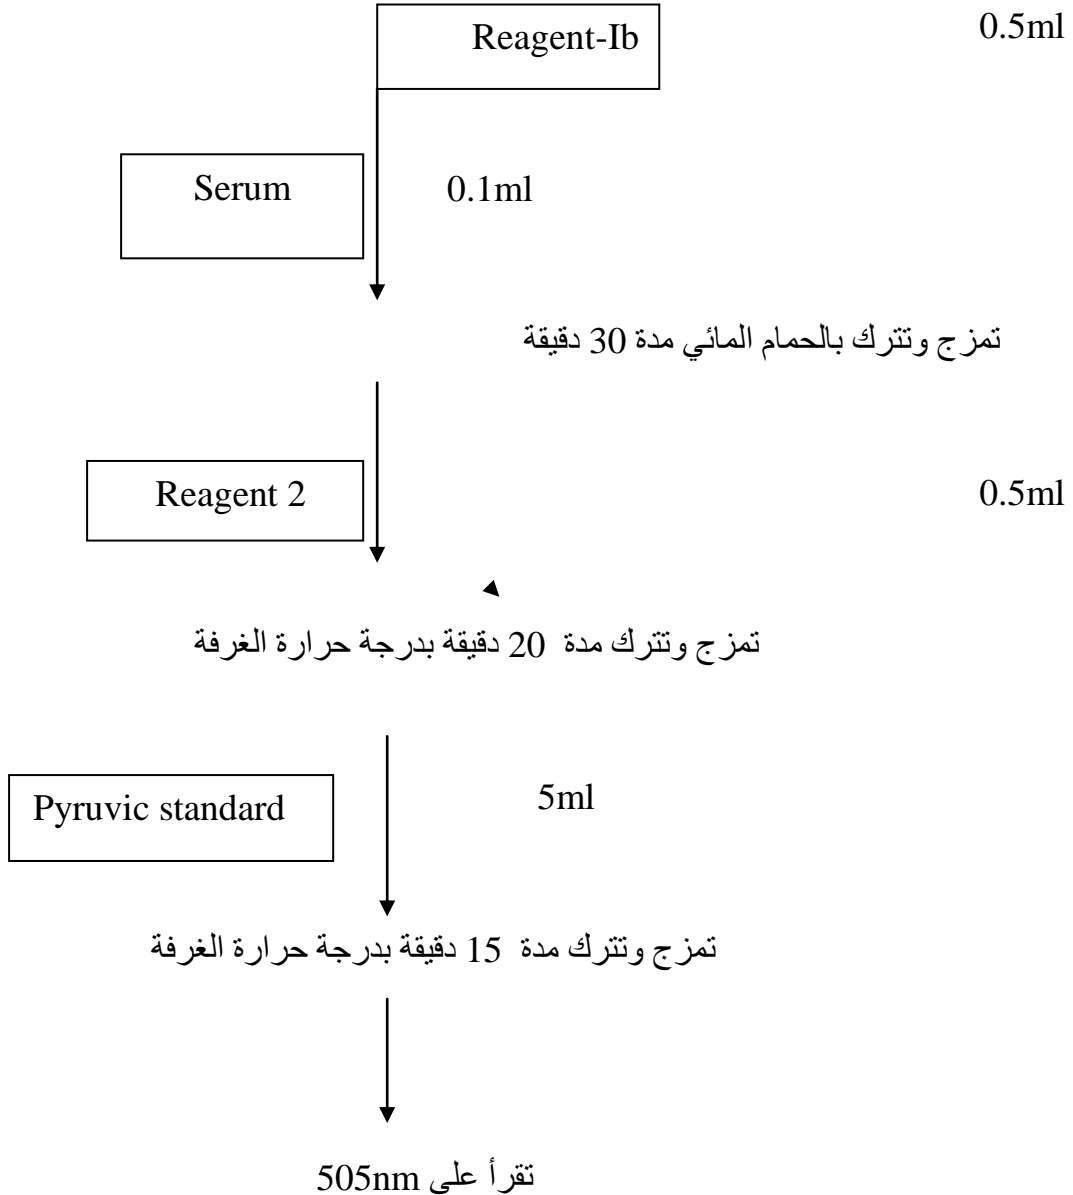 Reagent-Ib 0.5ml
Serum 0.1ml
تمزج وتترك بالحمام المائي مدة 30 دقيقة
Reagent 2 0.5ml
تمزج وتترك مدة 20 دقيقة بدرجة حرارة الغرفة
Pyruvic standard 5ml
تمزج وتترك مدة 15 دقيقة بدرجة حرارة الغرفة
تقرأ على 505nm